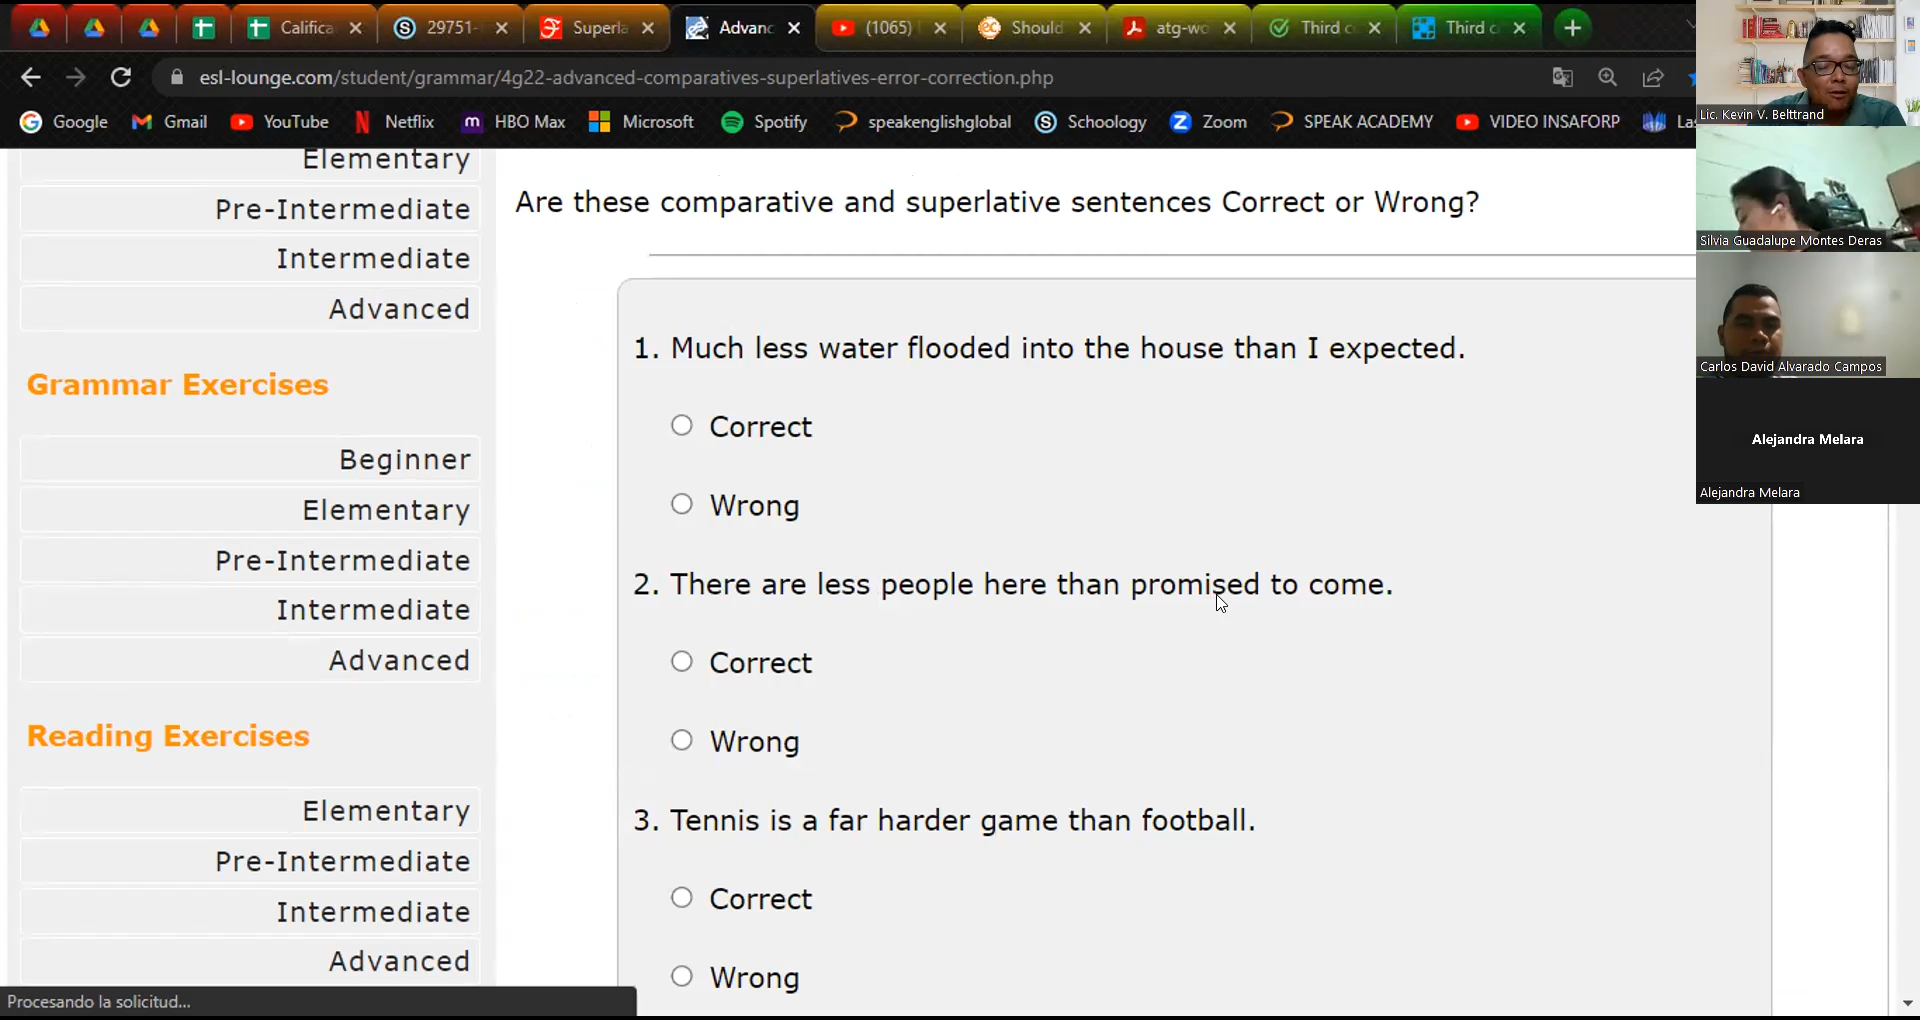 Califica
29751-
Superla
Advanc
(1065)
Should
atg-wo
Third c
Third c
esl-lounge.com/student/grammar/4g22-advanced-comparatives-superlatives-error-correction.php
Google
Gmail
YouTube
Netflix
HBO Max
Microsoft
Spotify
speakenglishglobal
Schoology
Zoom
SPEAK ACADEMY
VIDEO INSAFORP
Las
Lic. Kevin V. Belttrand
Silvia Guadalupe Montes Deras
Carlos David Alvarado Campos
Alejandra Melara
Alejandra Melara
Elementary
Pre-Intermediate
Intermediate
Advanced
Grammar Exercises
Beginner
Elementary
Pre-Intermediate
Intermediate
Advanced
Reading Exercises
Elementary
Pre-Intermediate
Intermediate
Advanced
Are these comparative and superlative sentences Correct or Wrong?
1. Much less water flooded into the house than I expected.
Correct
Wrong
2. There are less people here than promised to come.
Correct
Wrong
3. Tennis is a far harder game than football.
Correct
Wrong
Procesando la solicitud...